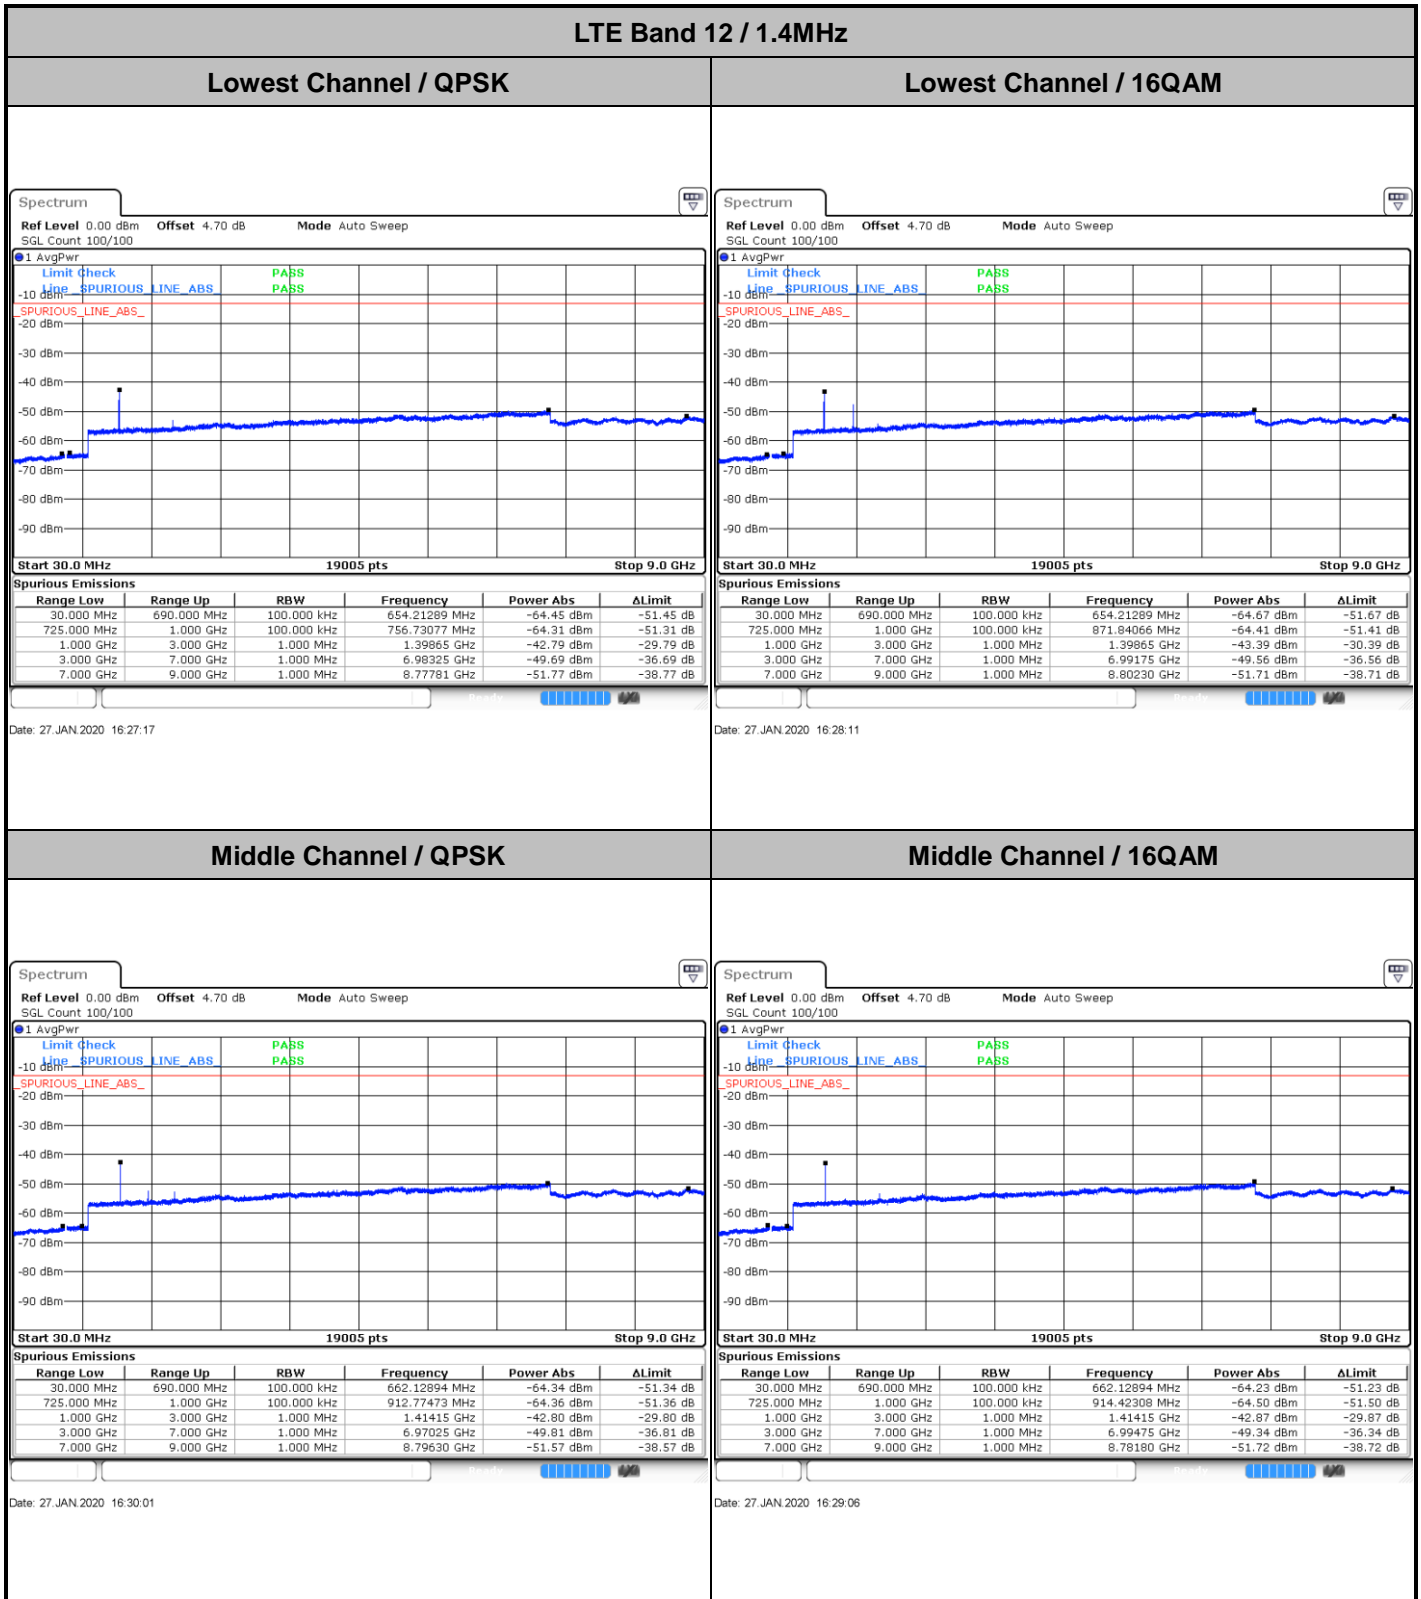 LTE Band 12 / 1.4MHz
Lowest Channel / QPSK
Lowest Channel / 16QAM
Spectrum
Ref Level 0.00 dBm Offset 4.70 dB Mode Auto Sweep
SGL Count 100/100
1 AvgPwr
Limit Check PASS
Line _SPURIOUS_LINE_ABS_ PASS
-10 dBm
_SPURIOUS_LINE_ABS_
-20 dBm
-30 dBm
-40 dBm
-50 dBm
-60 dBm
-70 dBm
-80 dBm
-90 dBm
Start 30.0 MHz 19005 pts Stop 9.0 GHz
Spurious Emissions
Range Low Range Up RBW Frequency Power Abs ΔLimit
30.000 MHz 690.000 MHz 100.000 kHz 654.21289 MHz -64.45 dBm -51.45 dB
725.000 MHz 1.000 GHz 100.000 kHz 756.73077 MHz -64.31 dBm -51.31 dB
1.000 GHz 3.000 GHz 1.000 MHz 1.39865 GHz -42.79 dBm -29.79 dB
3.000 GHz 7.000 GHz 1.000 MHz 6.98325 GHz -49.69 dBm -36.69 dB
7.000 GHz 9.000 GHz 1.000 MHz 8.77781 GHz -51.77 dBm -38.77 dB
Date: 27.JAN.2020 16:27:17
Spectrum
Ref Level 0.00 dBm Offset 4.70 dB Mode Auto Sweep
SGL Count 100/100
1 AvgPwr
Limit Check PASS
Line _SPURIOUS_LINE_ABS_ PASS
-10 dBm
_SPURIOUS_LINE_ABS_
-20 dBm
-30 dBm
-40 dBm
-50 dBm
-60 dBm
-70 dBm
-80 dBm
-90 dBm
Start 30.0 MHz 19005 pts Stop 9.0 GHz
Spurious Emissions
Range Low Range Up RBW Frequency Power Abs ΔLimit
30.000 MHz 690.000 MHz 100.000 kHz 654.21289 MHz -64.67 dBm -51.67 dB
725.000 MHz 1.000 GHz 100.000 kHz 871.84066 MHz -64.41 dBm -51.41 dB
1.000 GHz 3.000 GHz 1.000 MHz 1.39865 GHz -43.39 dBm -30.39 dB
3.000 GHz 7.000 GHz 1.000 MHz 6.99175 GHz -49.56 dBm -36.56 dB
7.000 GHz 9.000 GHz 1.000 MHz 8.80230 GHz -51.71 dBm -38.71 dB
Date: 27.JAN.2020 16:28:11
Middle Channel / QPSK
Middle Channel / 16QAM
Spectrum
Ref Level 0.00 dBm Offset 4.70 dB Mode Auto Sweep
SGL Count 100/100
1 AvgPwr
Limit Check PASS
Line _SPURIOUS_LINE_ABS_ PASS
-10 dBm
_SPURIOUS_LINE_ABS_
-20 dBm
-30 dBm
-40 dBm
-50 dBm
-60 dBm
-70 dBm
-80 dBm
-90 dBm
Start 30.0 MHz 19005 pts Stop 9.0 GHz
Spurious Emissions
Range Low Range Up RBW Frequency Power Abs ΔLimit
30.000 MHz 690.000 MHz 100.000 kHz 662.12894 MHz -64.34 dBm -51.34 dB
725.000 MHz 1.000 GHz 100.000 kHz 912.77473 MHz -64.36 dBm -51.36 dB
1.000 GHz 3.000 GHz 1.000 MHz 1.41415 GHz -42.80 dBm -29.80 dB
3.000 GHz 7.000 GHz 1.000 MHz 6.97025 GHz -49.81 dBm -36.81 dB
7.000 GHz 9.000 GHz 1.000 MHz 8.79630 GHz -51.57 dBm -38.57 dB
Date: 27.JAN.2020 16:30:01
Spectrum
Ref Level 0.00 dBm Offset 4.70 dB Mode Auto Sweep
SGL Count 100/100
1 AvgPwr
Limit Check PASS
Line _SPURIOUS_LINE_ABS_ PASS
-10 dBm
_SPURIOUS_LINE_ABS_
-20 dBm
-30 dBm
-40 dBm
-50 dBm
-60 dBm
-70 dBm
-80 dBm
-90 dBm
Start 30.0 MHz 19005 pts Stop 9.0 GHz
Spurious Emissions
Range Low Range Up RBW Frequency Power Abs ΔLimit
30.000 MHz 690.000 MHz 100.000 kHz 662.12894 MHz -64.23 dBm -51.23 dB
725.000 MHz 1.000 GHz 100.000 kHz 914.42308 MHz -64.50 dBm -51.50 dB
1.000 GHz 3.000 GHz 1.000 MHz 1.41415 GHz -42.87 dBm -29.87 dB
3.000 GHz 7.000 GHz 1.000 MHz 6.99475 GHz -49.34 dBm -36.34 dB
7.000 GHz 9.000 GHz 1.000 MHz 8.78180 GHz -51.72 dBm -38.72 dB
Date: 27.JAN.2020 16:29:06